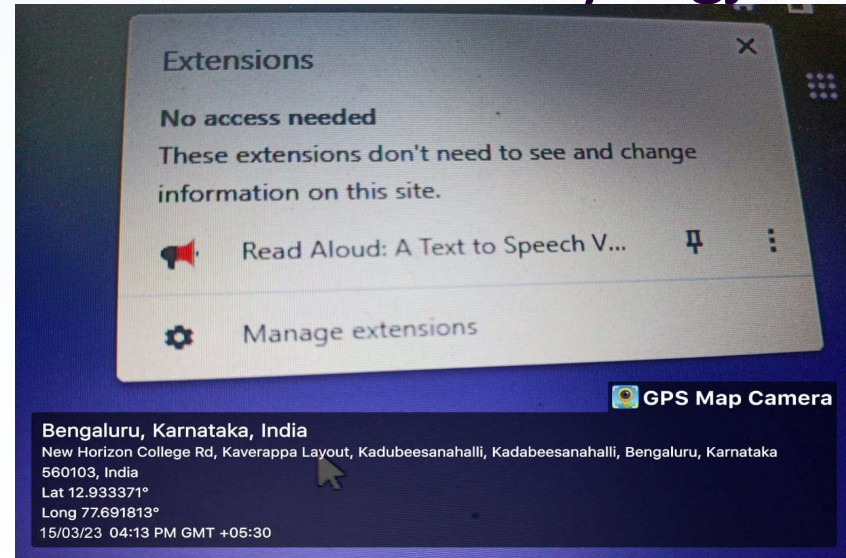 Extensions
No access needed
These extensions don't need to see and change
information on this site.
Read Aloud: A Text to Speech V...
Manage extensions
GPS Map Camera
Bengaluru, Karnataka, India
New Horizon College Rd, Kaverappa Layout, Kadubeesanahalli, Kadabeesanahalli, Bengaluru, Karnataka
560103, India
Lat 12.933371°
Long 77.691813°
15/03/23 04:13 PM GMT +05:30